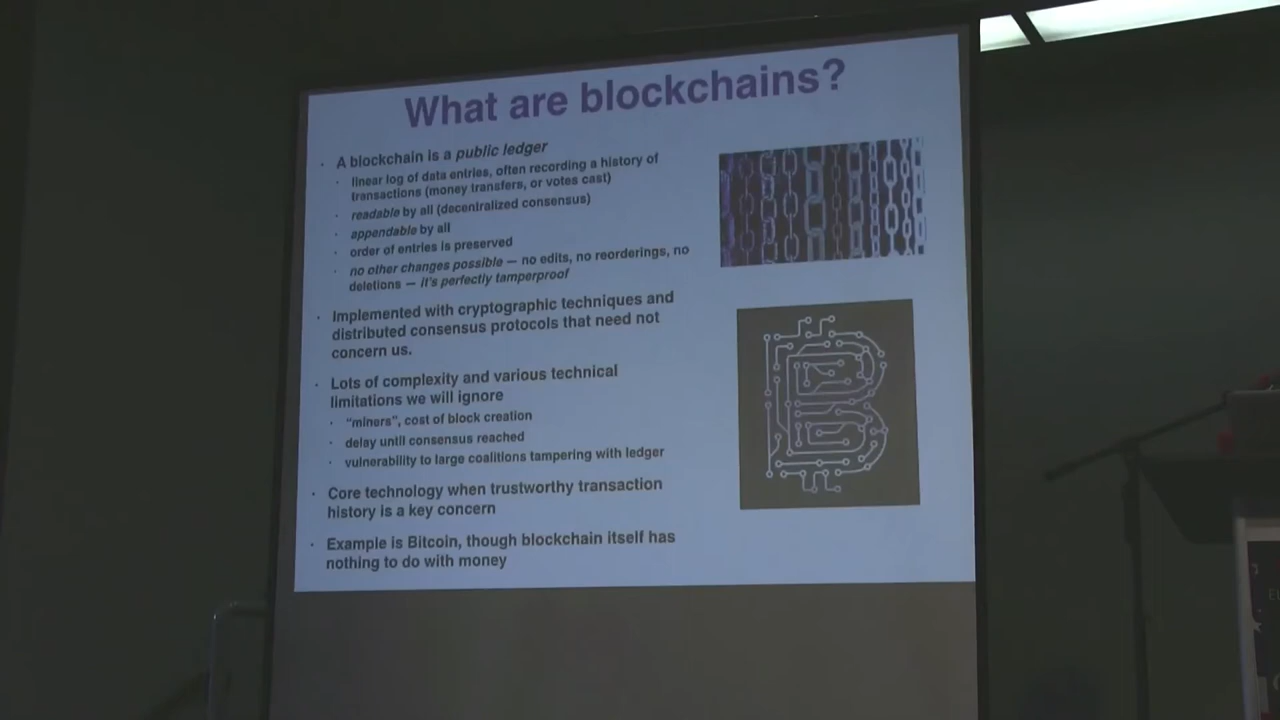 What are blockchains?
· A blockchain is a public ledger
· linear log of data entries, often recording a history of
transactions (money transfers, or votes cast)
· readable by all (decentralized consensus)
· appendable by all
· order of entries is preserved
· no other changes possible — no edits, no reorderings, no
deletions — it's perfectly tamperproof
· Implemented with cryptographic techniques and
distributed consensus protocols that need not
concern us.
· Lots of complexity and various technical
limitations we will ignore
· "miners", cost of block creation
· delay until consensus reached
· vulnerability to large coalitions tampering with ledger
· Core technology when trustworthy transaction
history is a key concern
· Example is Bitcoin, though blockchain itself has
nothing to do with money